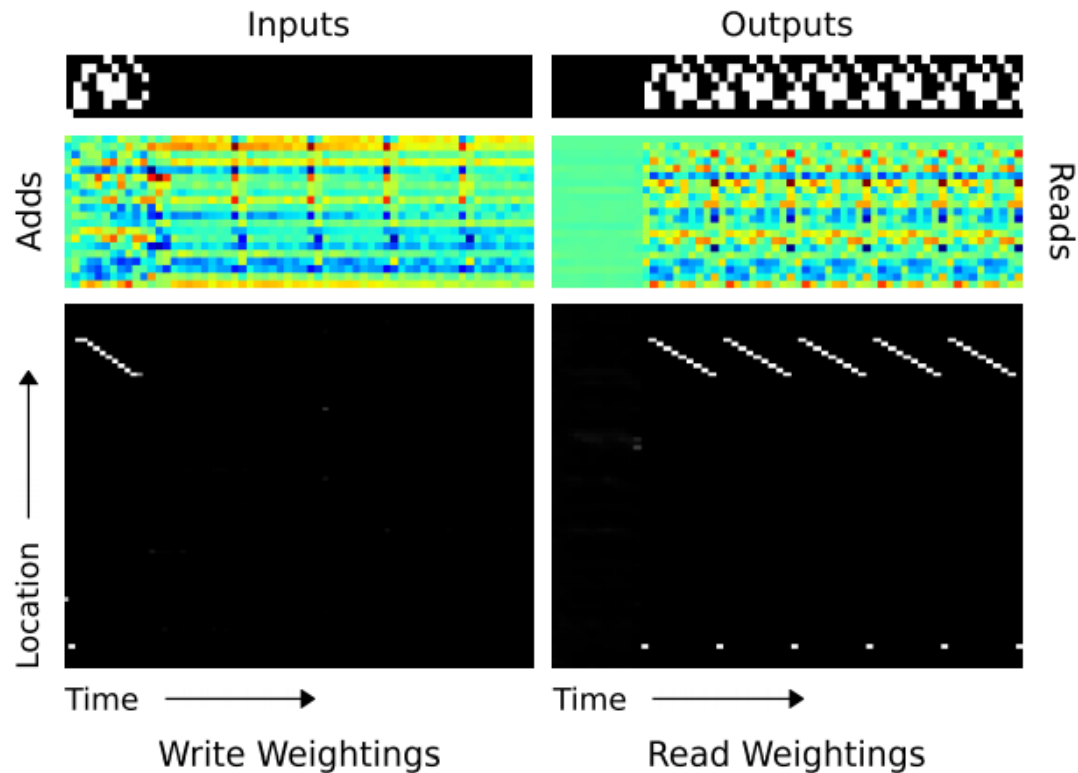 Inputs
Outputs
Adds
Reads
Location
Time
Time
Write Weightings
Read Weightings